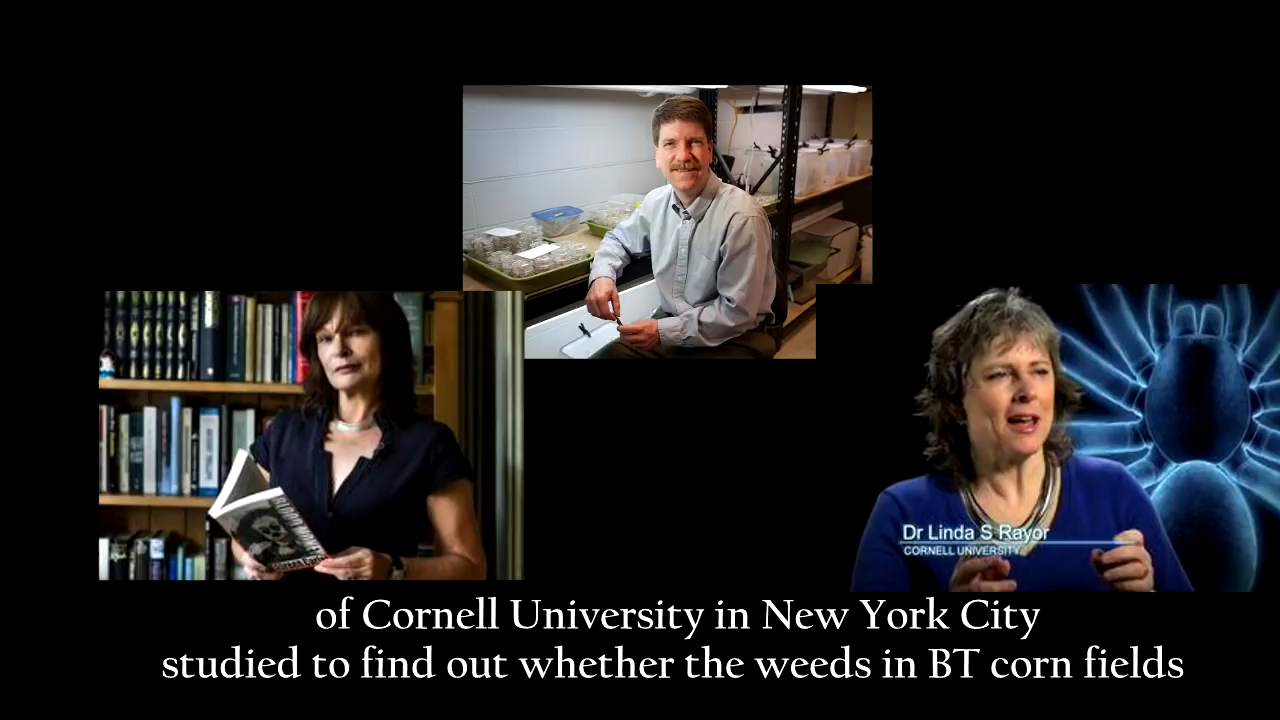 Dr Linda S Rayor
CORNELL UNIVERSITY
of Cornell University in New York City
studied to find out whether the weeds in BT corn fields